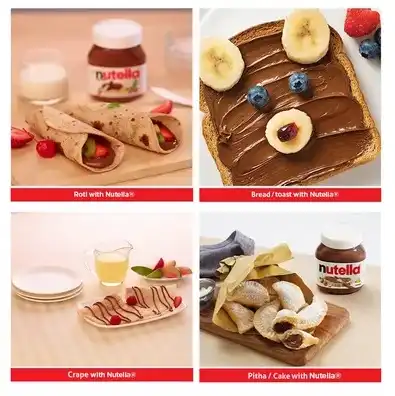 nutella
Roti with Nutella®
Bread / toast with Nutella®
nutella
Crape with Nutella®
Pitha / Cake with Nutella®